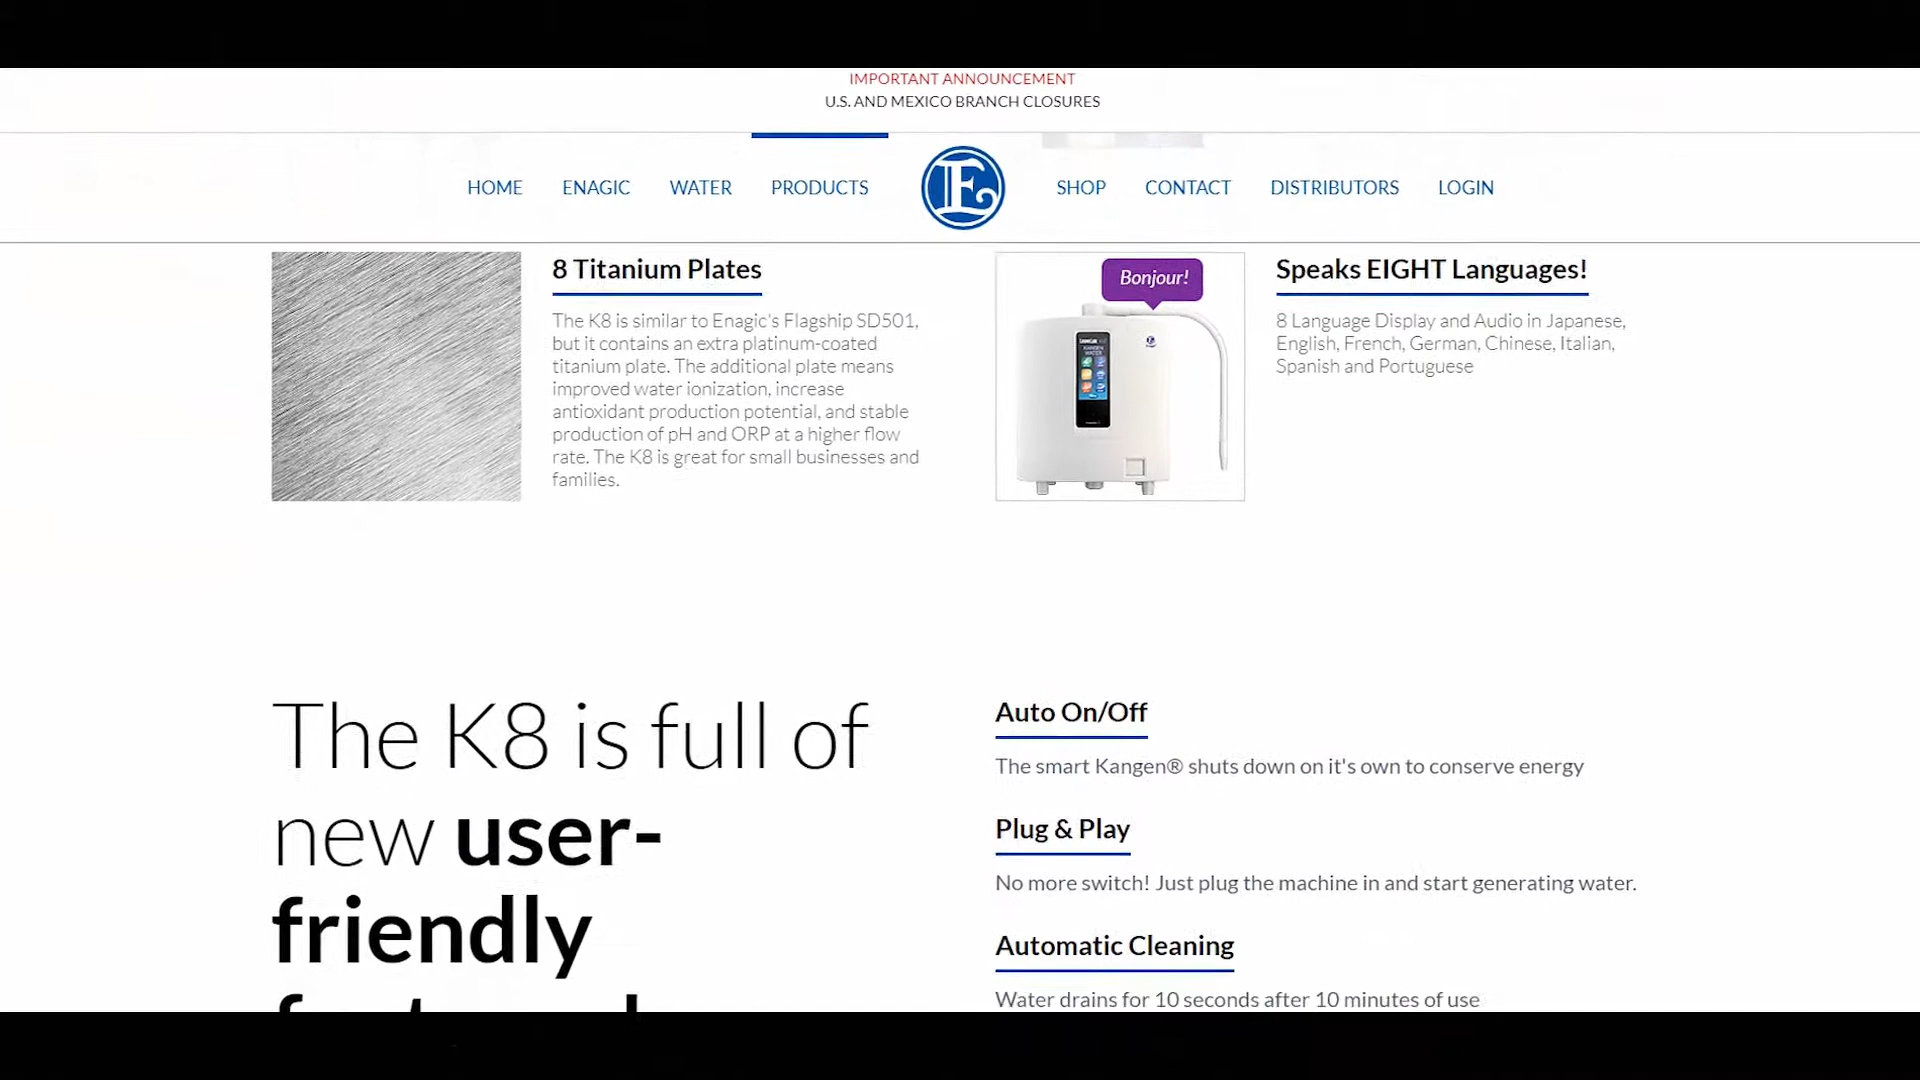 IMPORTANT ANNOUNCEMENT
U.S. AND MEXICO BRANCH CLOSURES
HOME ENAGIC WATER PRODUCTS E SHOP CONTACT DISTRIBUTORS LOGIN
8 Titanium Plates
The K8 is similar to Enagic's Flagship SD501,
but it contains an extra platinum-coated
titanium plate. The additional plate means
improved water ionization, increase
antioxidant production potential, and stable
production of pH and ORP at a higher flow
rate. The K8 is great for small businesses and
families.
Bonjour!
KANGEN
WATER
Speaks EIGHT Languages!
8 Language Display and Audio in Japanese,
English, French, German, Chinese, Italian,
Spanish and Portuguese
The K8 is full of
new user-
friendly
Auto On/Off
The smart Kangen® shuts down on it's own to conserve energy
Plug & Play
No more switch! Just plug the machine in and start generating water.
Automatic Cleaning
Water drains for 10 seconds after 10 minutes of use